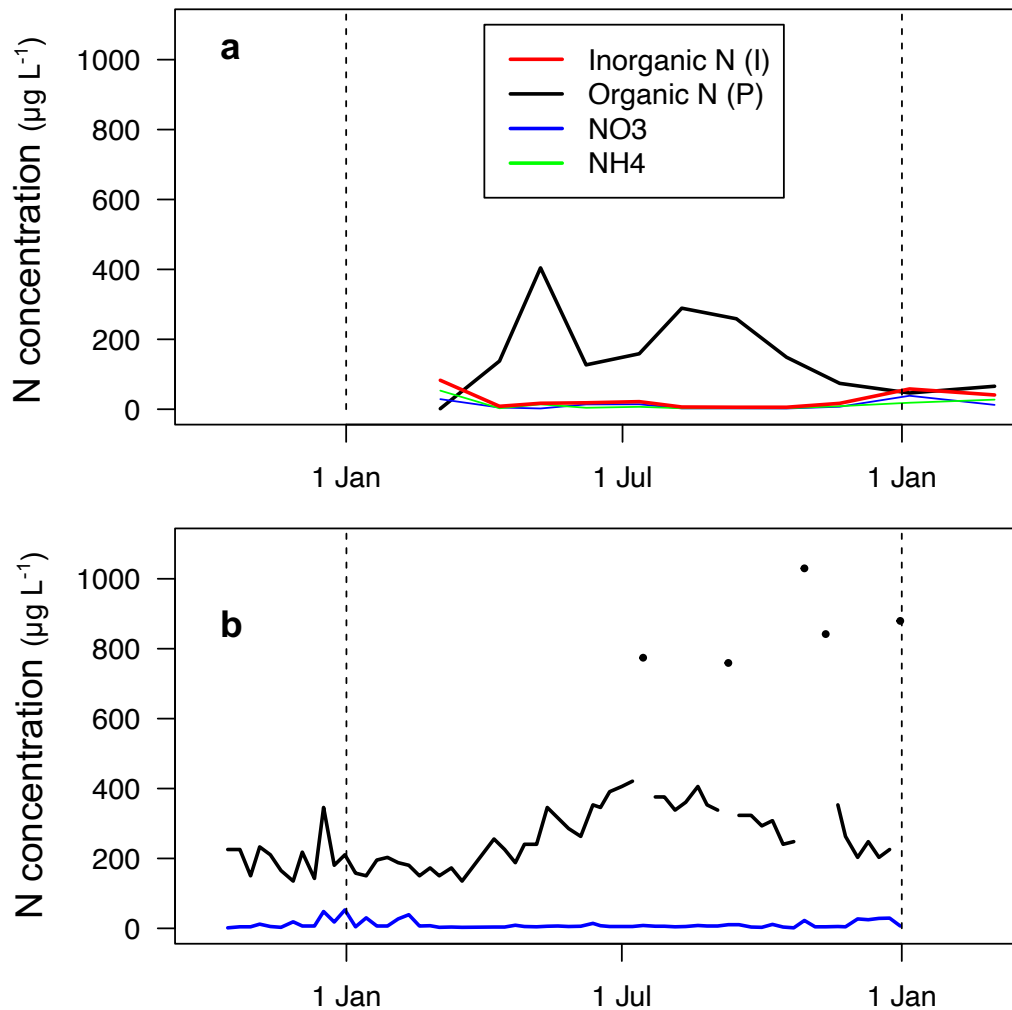 a
Inorganic N (I)
Organic N (P)
NO3
NH4
N concentration (µg L⁻¹)
1000
800
600
400
200
0
1 Jan
1 Jul
1 Jan
b
N concentration (µg L⁻¹)
1000
800
600
400
200
0
1 Jan
1 Jul
1 Jan